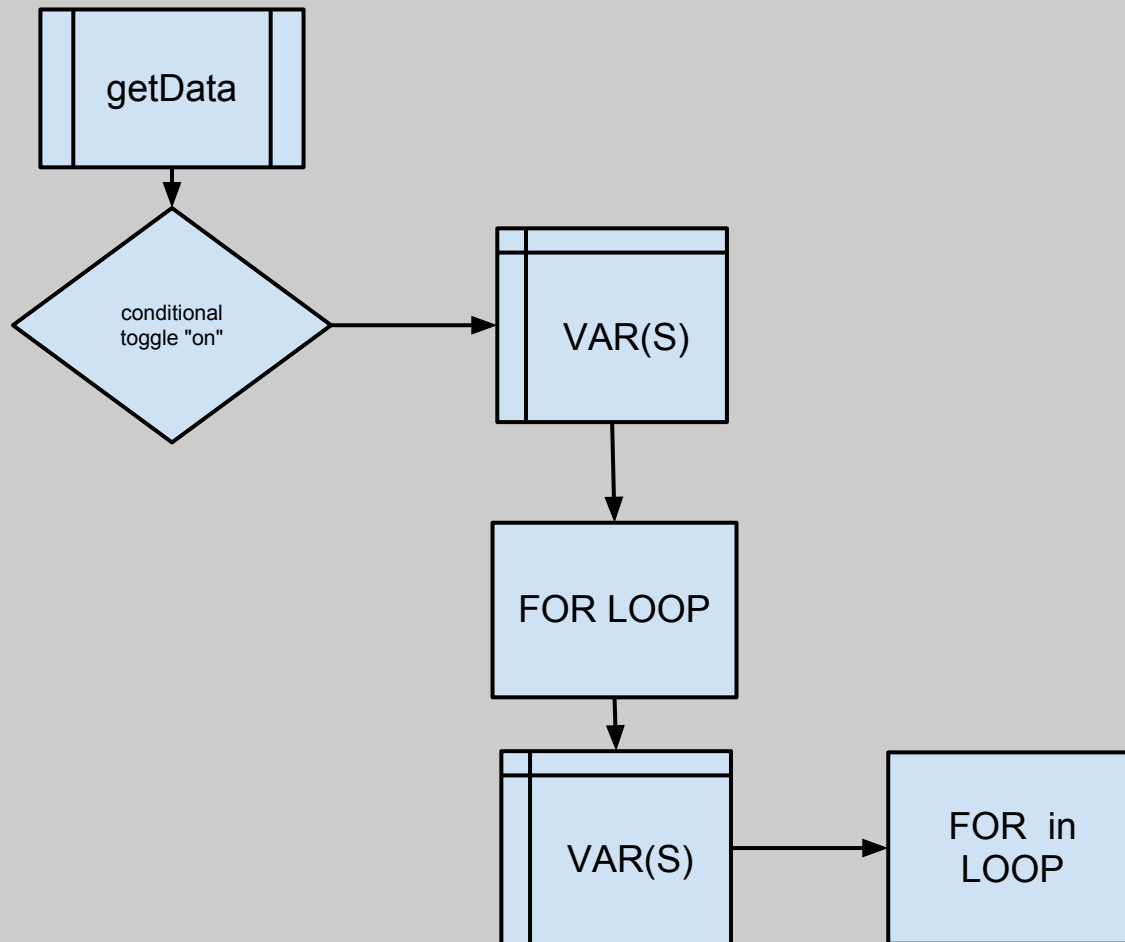 getData
conditional
toggle "on"
VAR(S)
FOR LOOP
VAR(S)
FOR in
LOOP